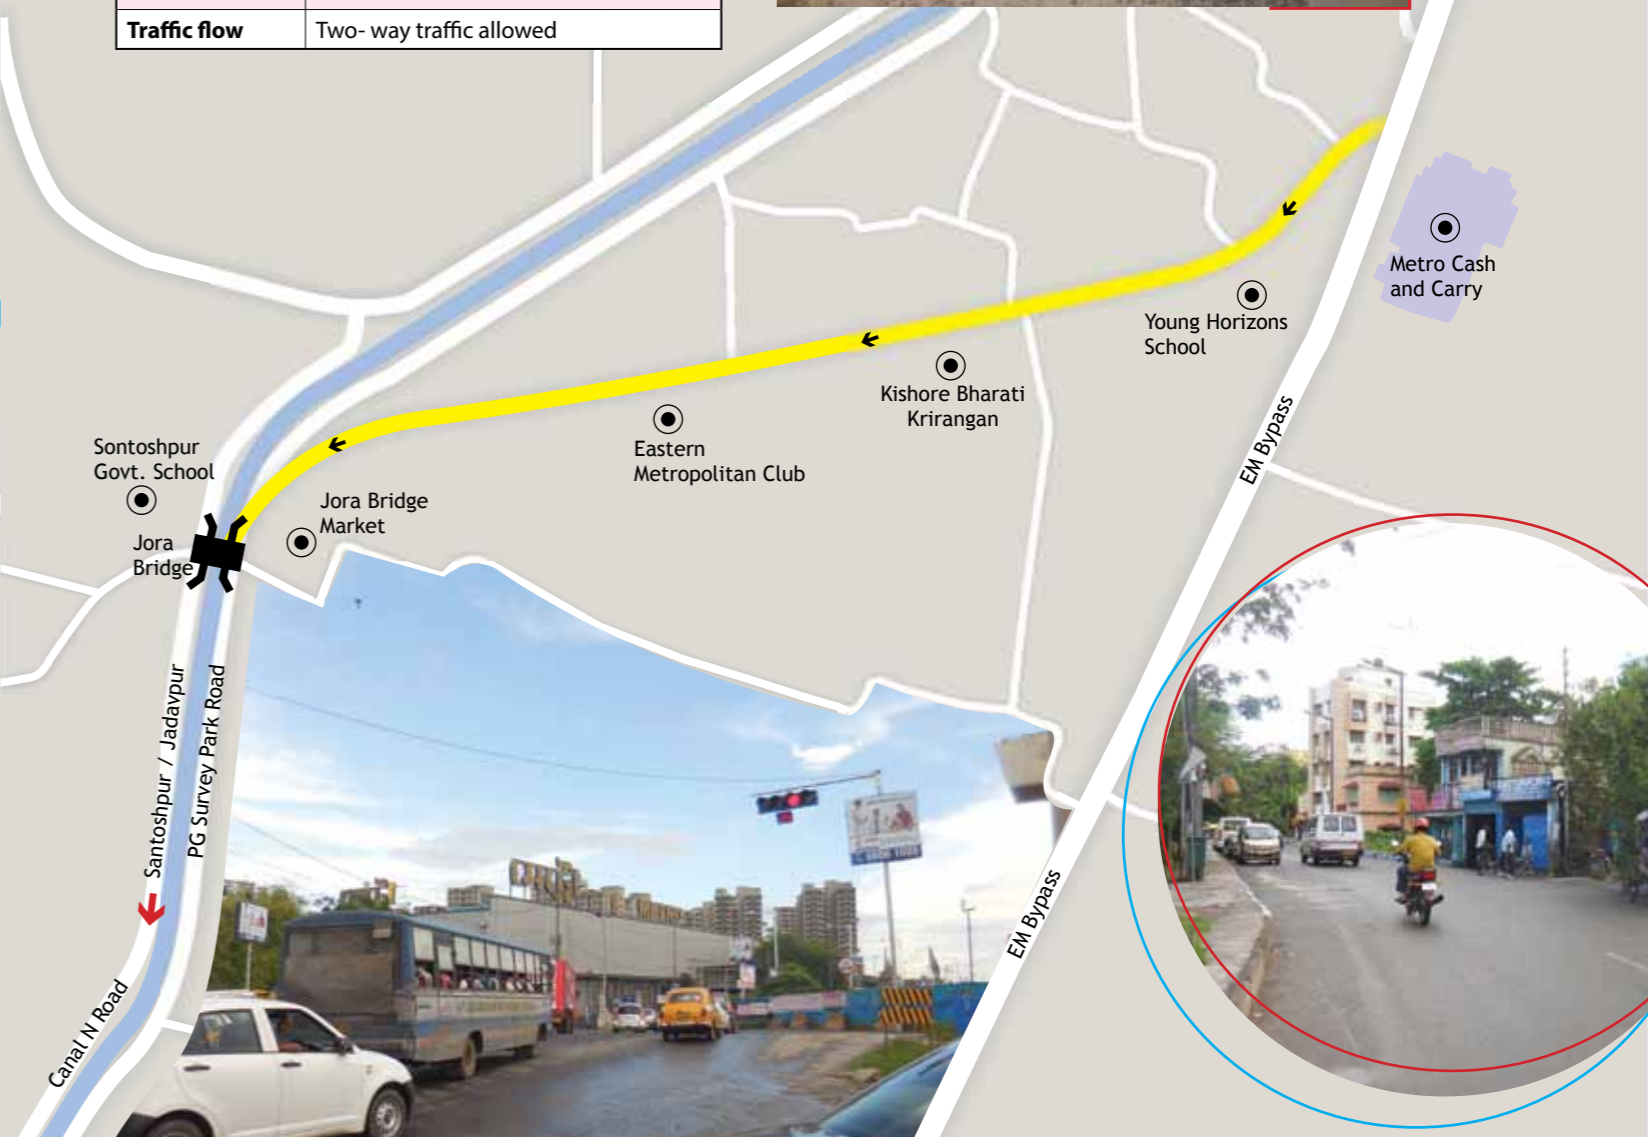 Traffic flow
Two- way traffic allowed
Metro Cash
and Carry
Young Horizons
School
Kishore Bharati
Krirangan
EM Bypass
Eastern
Metropolitan Club
Sontoshpur
Govt. School
Jora Bridge
Market
Jora
Bridge
Santoshpur / Jadavpur
PG Survey Park Road
EM Bypass
Canal N Road